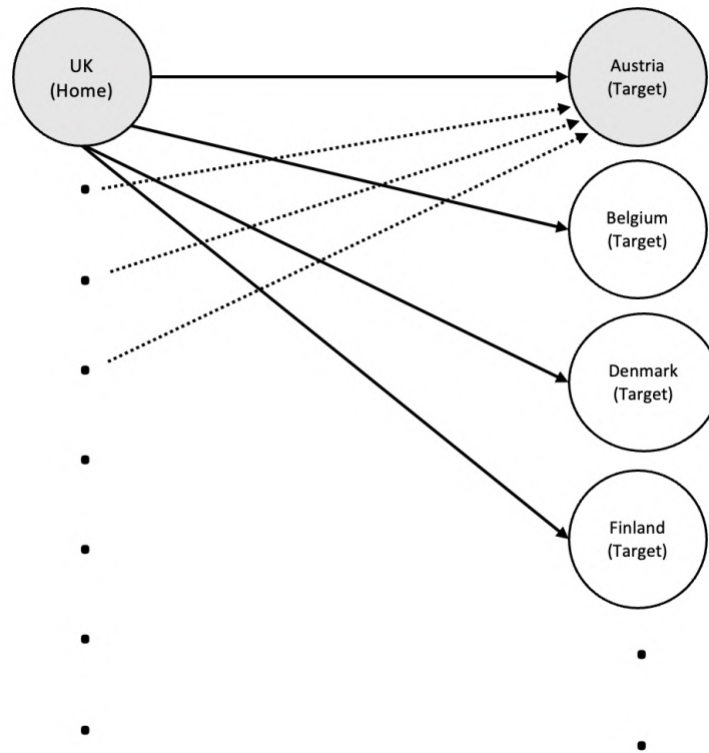 UK
(Home)
Austria
(Target)
Belgium
(Target)
Denmark
(Target)
Finland
(Target)